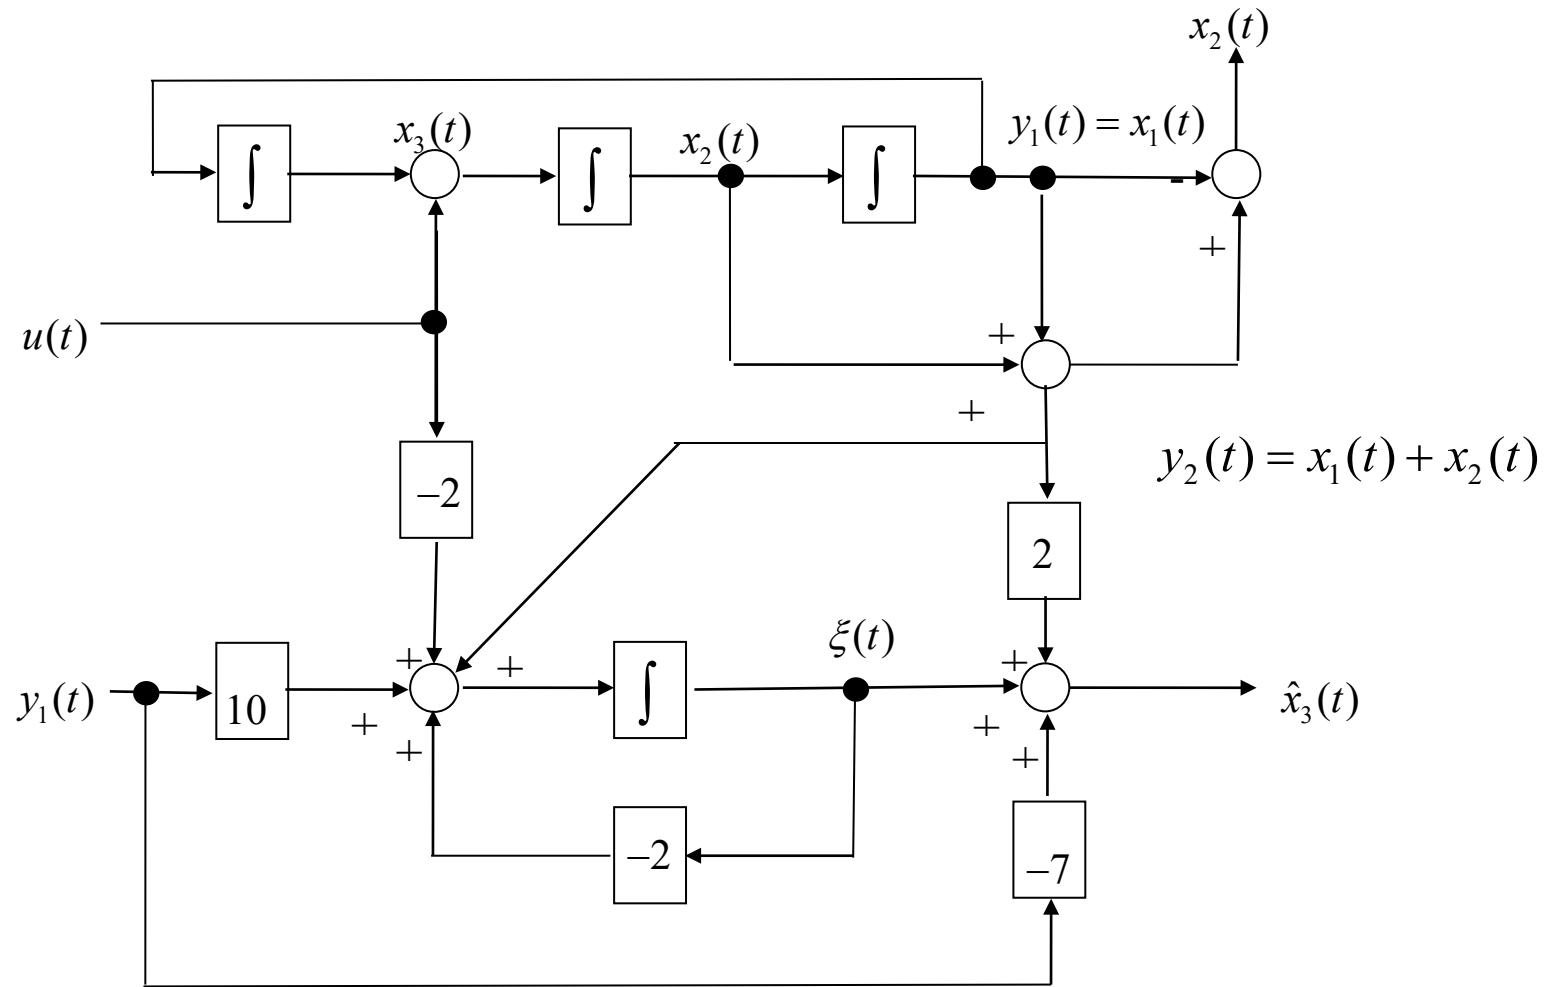 x₂(t)
x₃(t)
x₂(t)
y₁(t) = x₁(t)
∫
∫
∫
-
+
u(t)
+
+
y₂(t) = x₁(t) + x₂(t)
−2
2
ξ(t)
+
+
+
y₁(t)
10
∫
x̂₃(t)
+
+
+
+
−2
−7